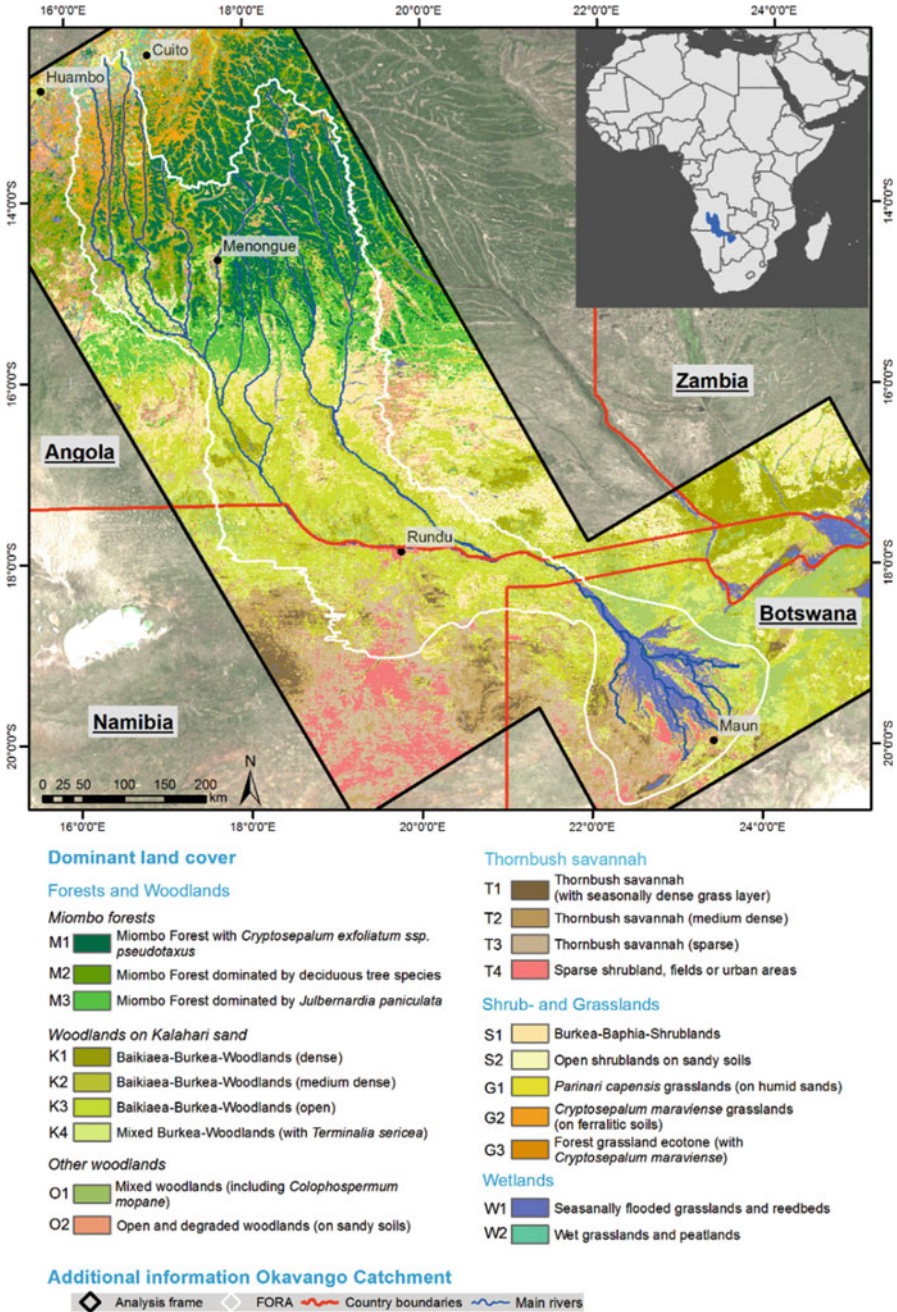 16°0'0"E 18°0'0"E 20°0'0"E 22°0'0"E 24°0'0"E
Cuito
Huambo
14°0'0"S
14°0'0"S
Menongue
16°0'0"S
16°0'0"S
Zambia
Angola
Rundu
18°0'0"S
18°0'0"S
Botswana
Namibia
Maun
20°0'0"S
20°0'0"S
N
0 25 50 100 150 200
km
16°0'0"E 18°0'0"E 20°0'0"E 22°0'0"E 24°0'0"E
Dominant land cover
Forests and Woodlands
Miombo forests
M1 Miombo Forest with Cryptosepalum exfoliatum ssp.
pseudotaxus
M2 Miombo Forest dominated by deciduous tree species
M3 Miombo Forest dominated by Julbernardia paniculata
Woodlands on Kalahari sand
K1 Baikiaea-Burkea-Woodlands (dense)
K2 Baikiaea-Burkea-Woodlands (medium dense)
K3 Baikiaea-Burkea-Woodlands (open)
K4 Mixed Burkea-Woodlands (with Terminalia sericea)
Other woodlands
O1 Mixed woodlands (including Colophospermum
mopane)
O2 Open and degraded woodlands (on sandy soils)
Thornbush savannah
T1 Thornbush savannah
(with seasonally dense grass layer)
T2 Thornbush savannah (medium dense)
T3 Thornbush savannah (sparse)
T4 Sparse shrubland, fields or urban areas
Shrub- and Grasslands
S1 Burkea-Baphia-Shrublands
S2 Open shrublands on sandy soils
G1 Parinari capensis grasslands (on humid sands)
G2 Cryptosepalum maraviense grasslands
(on ferralitic soils)
G3 Forest grassland ecotone (with
Cryptosepalum maraviense)
Wetlands
W1 Seasanally flooded grasslands and reedbeds
W2 Wet grasslands and peatlands
Additional information Okavango Catchment
Analysis frame FORA Country boundaries Main rivers